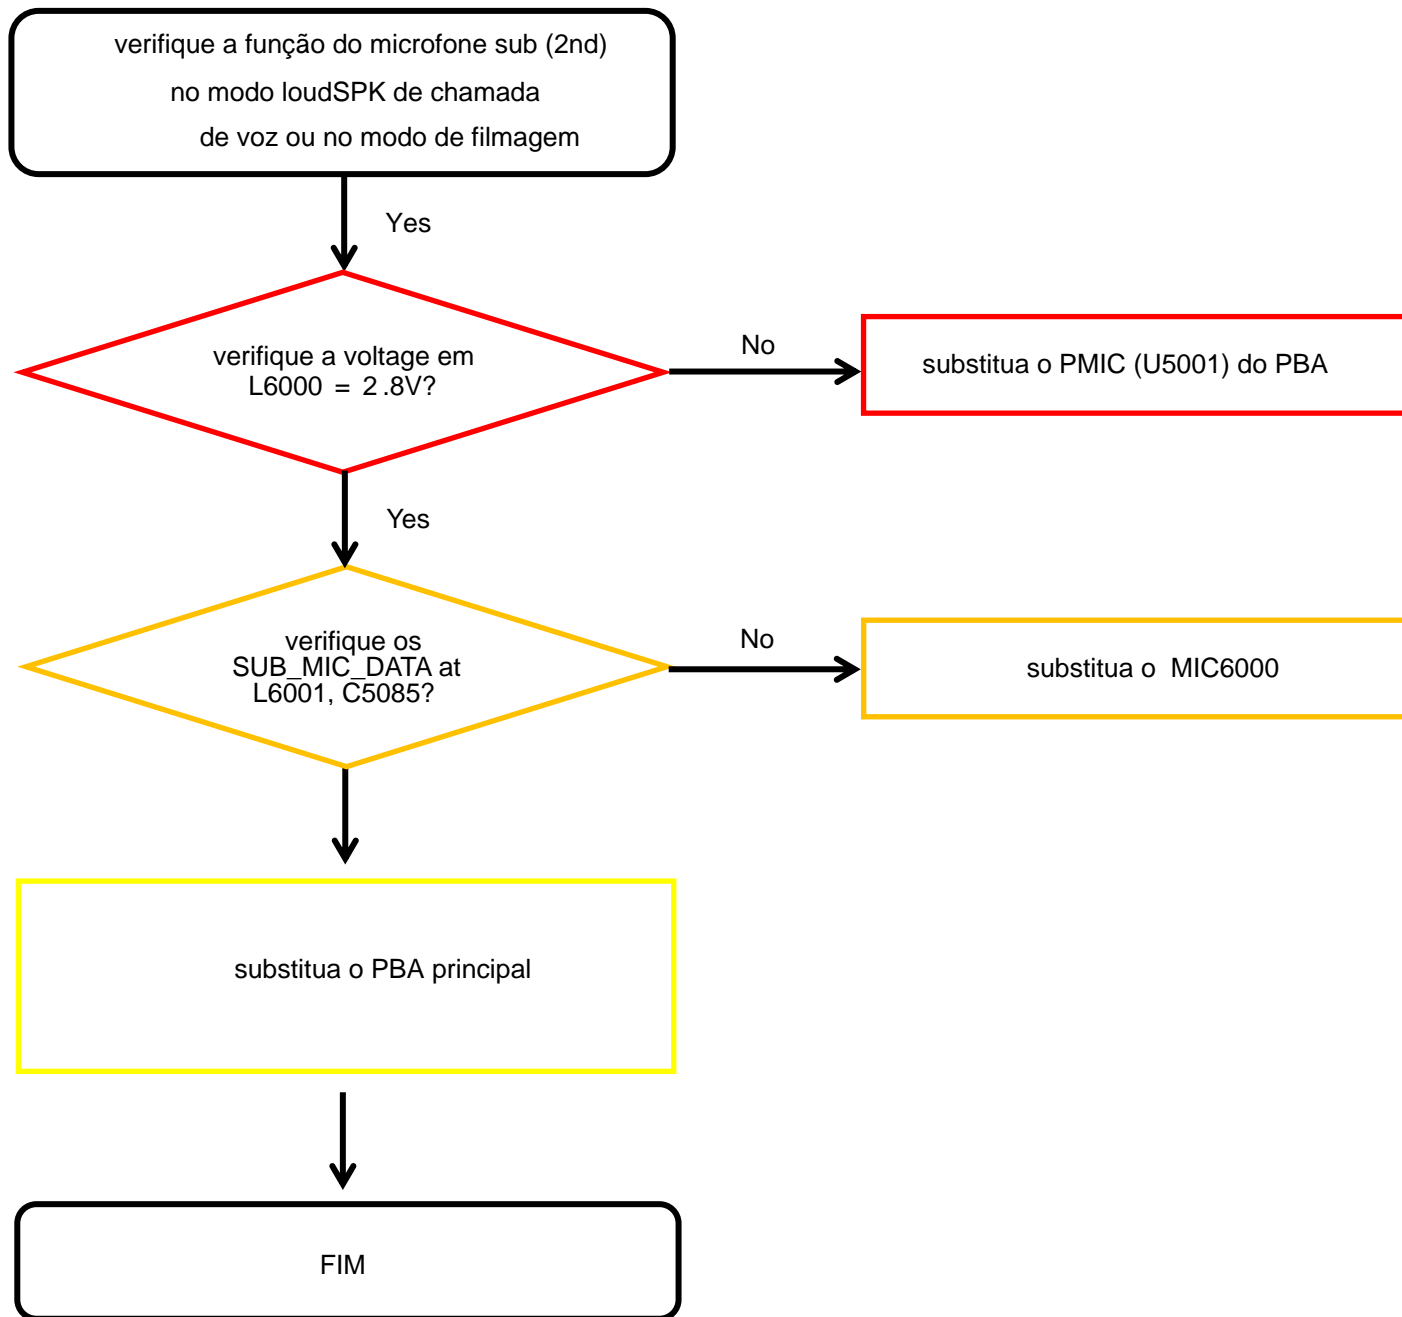 verifique a função do microfone sub (2nd)
no modo loudSPK de chamada
de voz ou no modo de filmagem
Yes
verifique a voltage em
L6000 = 2.8V?
No
substitua o PMIC (U5001) do PBA
Yes
verifique os
SUB_MIC_DATA at
L6001, C5085?
No
substitua o MIC6000
substitua o PBA principal
FIM